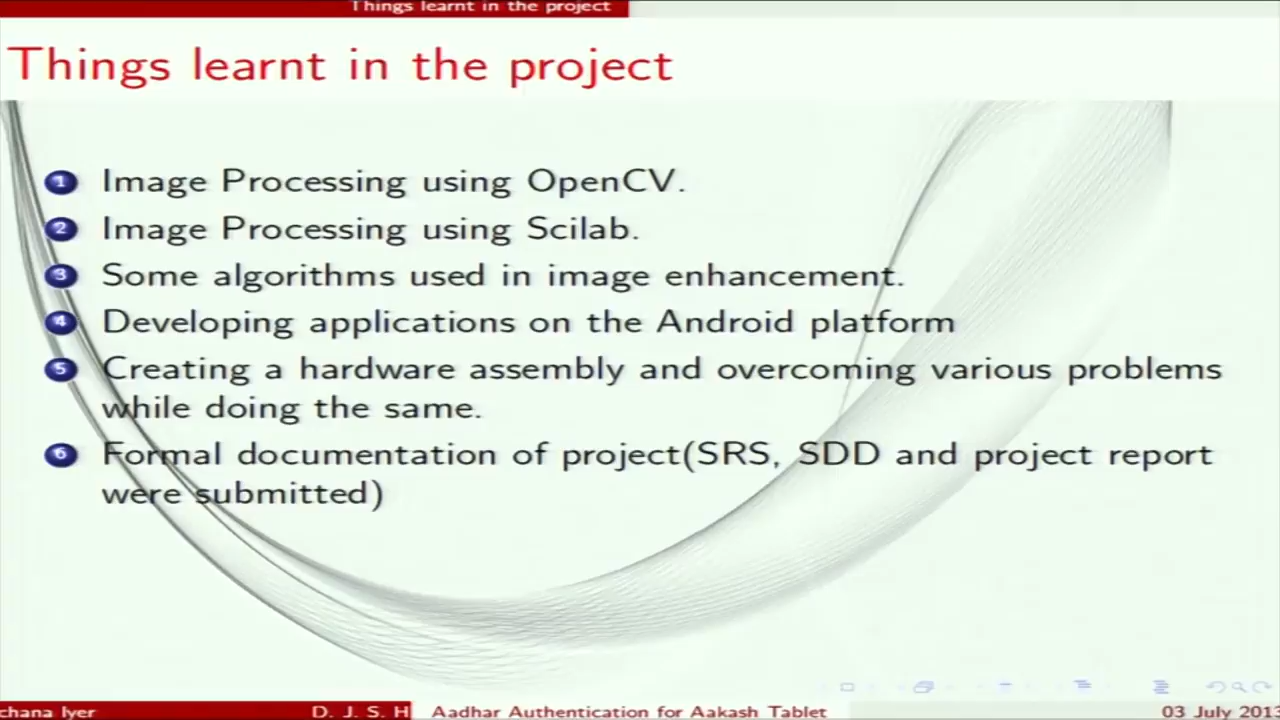 Things learnt in the project
Things learnt in the project
1 Image Processing using OpenCV.
2 Image Processing using Scilab.
3 Some algorithms used in image enhancement.
4 Developing applications on the Android platform
5 Creating a hardware assembly and overcoming various problems
while doing the same.
6 Formal documentation of project(SRS, SDD and project report
were submitted)
chana Iyer D. J. S. H Aadhar Authentication for Aakash Tablet 03 July 2013